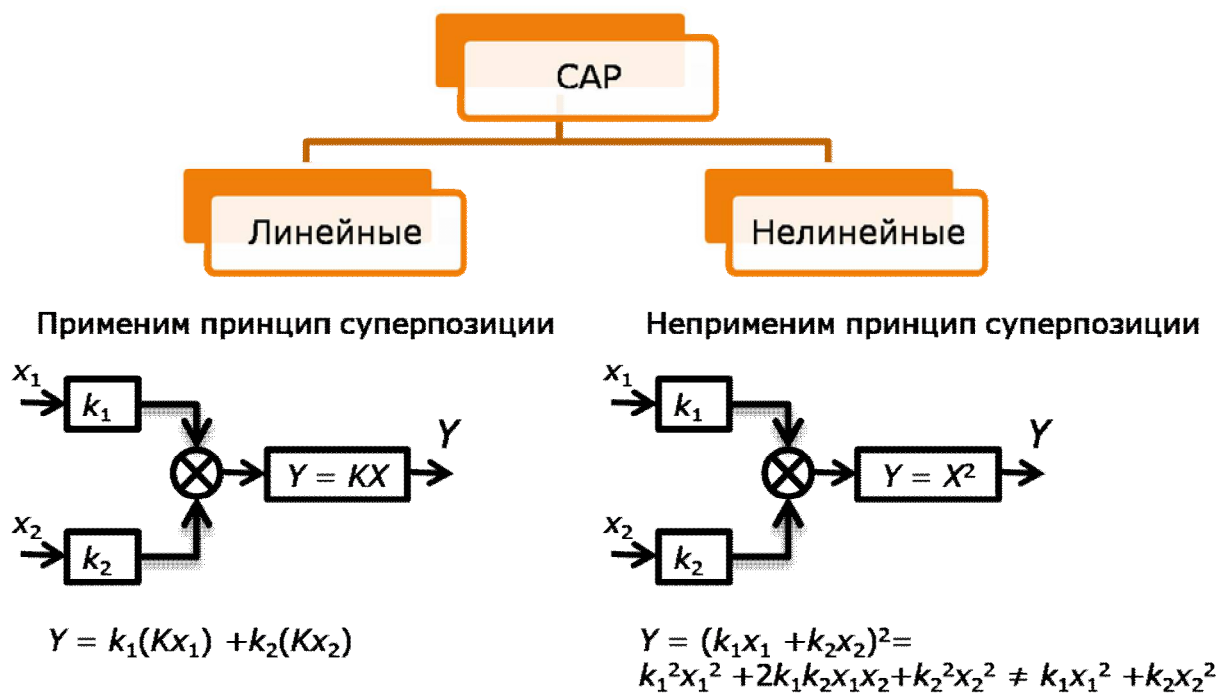 САР
Линейные
Нелинейные
Применим принцип суперпозиции
x₁
k₁
Y = KX
Y
x₂
k₂
Y = k₁(Kx₁) +k₂(Kx₂)
Неприменим принцип суперпозиции
x₁
k₁
Y = X²
Y
x₂
k₂
Y = (k₁x₁ +k₂x₂)²=
k₁²x₁² +2k₁k₂x₁x₂+k₂²x₂² ≠ k₁x₁² +k₂x₂²